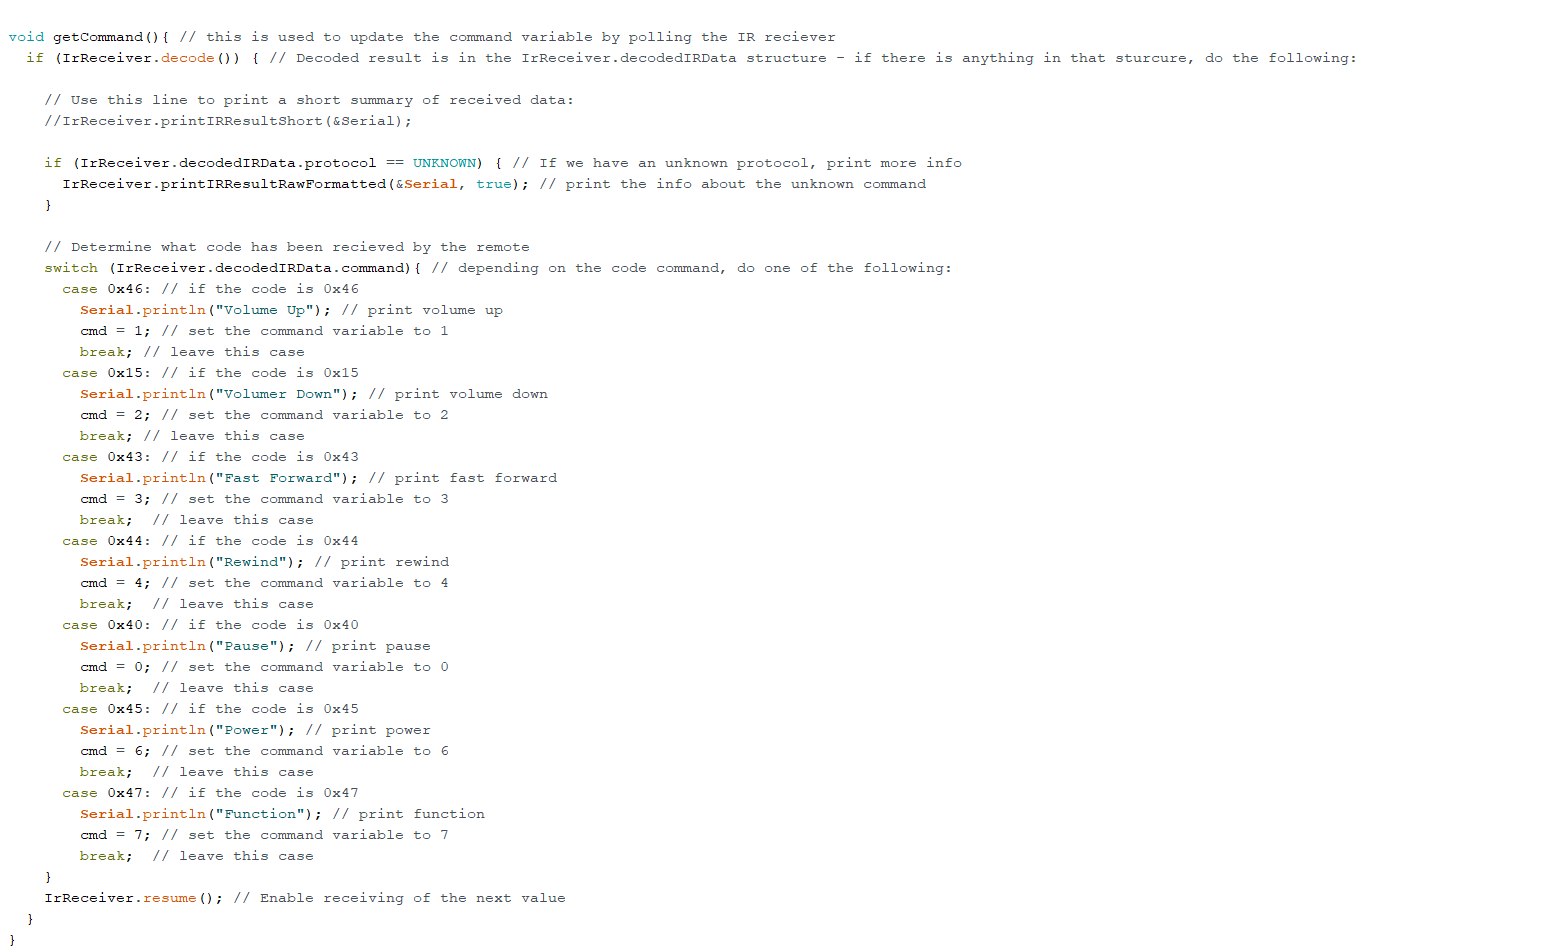 void getCommand(){ // this is used to update the command variable by polling the IR reciever
  if (IrReceiver.decode()) { // Decoded result is in the IrReceiver.decodedIRData structure - if there is anything in that sturcure, do the following:

    // Use this line to print a short summary of received data:
    //IrReceiver.printIRResultShort(&Serial);

    if (IrReceiver.decodedIRData.protocol == UNKNOWN) { // If we have an unknown protocol, print more info
      IrReceiver.printIRResultRawFormatted(&Serial, true); // print the info about the unknown command
    }

    // Determine what code has been recieved by the remote
    switch (IrReceiver.decodedIRData.command){ // depending on the code command, do one of the following:
      case 0x46: // if the code is 0x46
        Serial.println("Volume Up"); // print volume up
        cmd = 1; // set the command variable to 1
        break; // leave this case
      case 0x15: // if the code is 0x15
        Serial.println("Volumer Down"); // print volume down
        cmd = 2; // set the command variable to 2
        break; // leave this case
      case 0x43: // if the code is 0x43
        Serial.println("Fast Forward"); // print fast forward
        cmd = 3; // set the command variable to 3
        break;  // leave this case
      case 0x44: // if the code is 0x44
        Serial.println("Rewind"); // print rewind
        cmd = 4; // set the command variable to 4
        break;  // leave this case
      case 0x40: // if the code is 0x40
        Serial.println("Pause"); // print pause
        cmd = 0; // set the command variable to 0
        break;  // leave this case
      case 0x45: // if the code is 0x45
        Serial.println("Power"); // print power
        cmd = 6; // set the command variable to 6
        break;  // leave this case
      case 0x47: // if the code is 0x47
        Serial.println("Function"); // print function
        cmd = 7; // set the command variable to 7
        break;  // leave this case
    }
    IrReceiver.resume(); // Enable receiving of the next value
  }
}